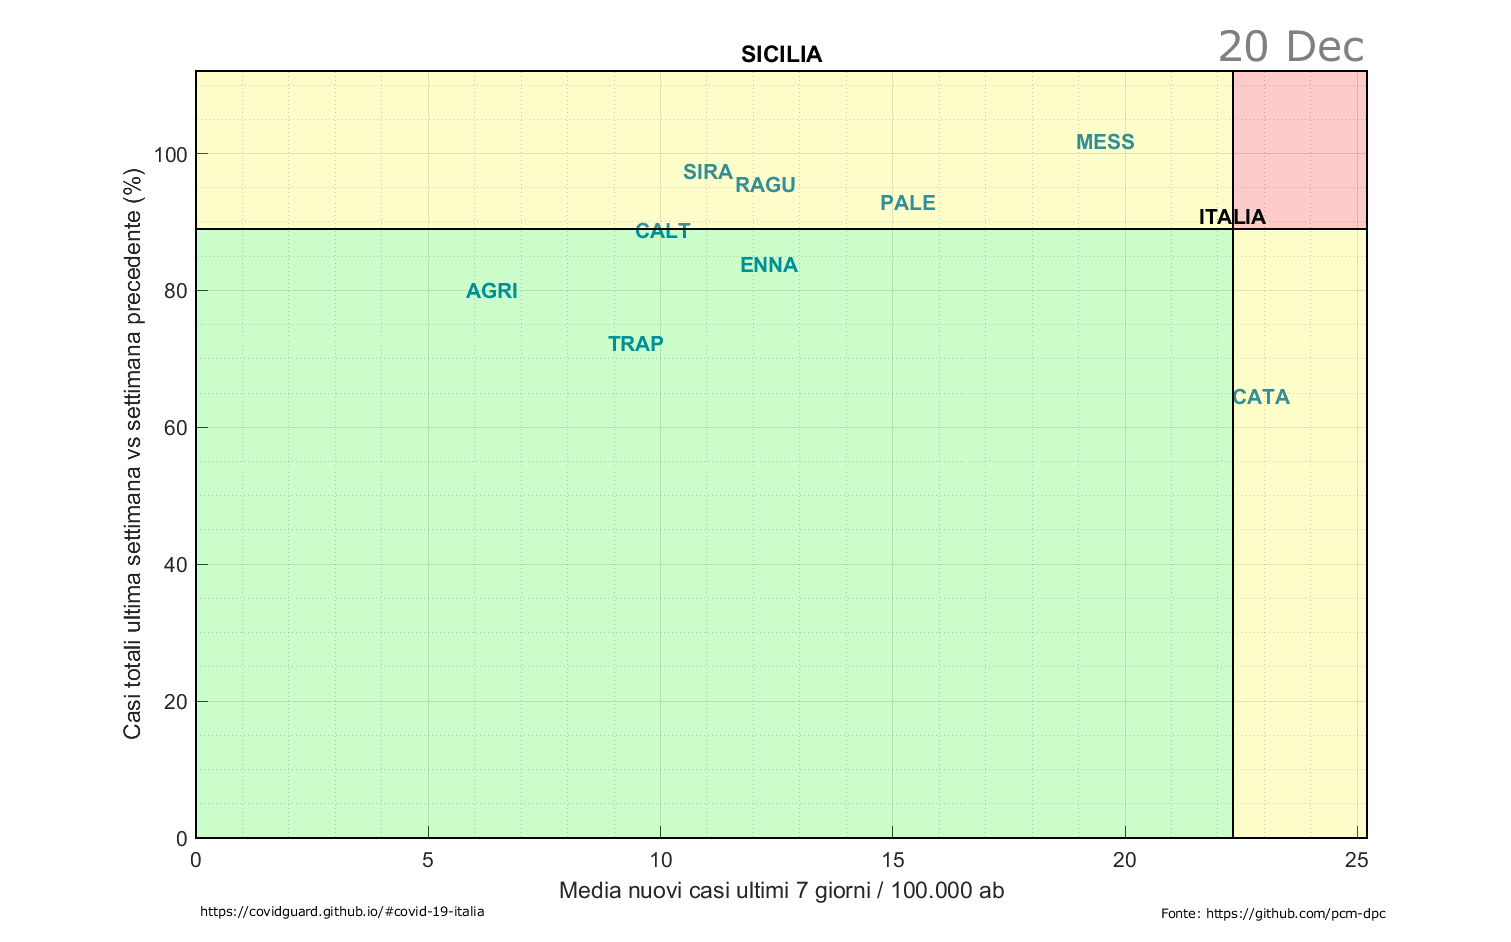 20 Dec
SICILIA
MESS
SIRA
RAGU
PALE
ITALIA
CALT
ENNA
AGRI
TRAP
CATA
100
80
60
40
20
0
Casi totali ultima settimana vs settimana precedente (%)
0 5 10 15 20 25
Media nuovi casi ultimi 7 giorni / 100.000 ab
https://covidguard.github.io/#covid-19-italia
Fonte: https://github.com/pcm-dpc